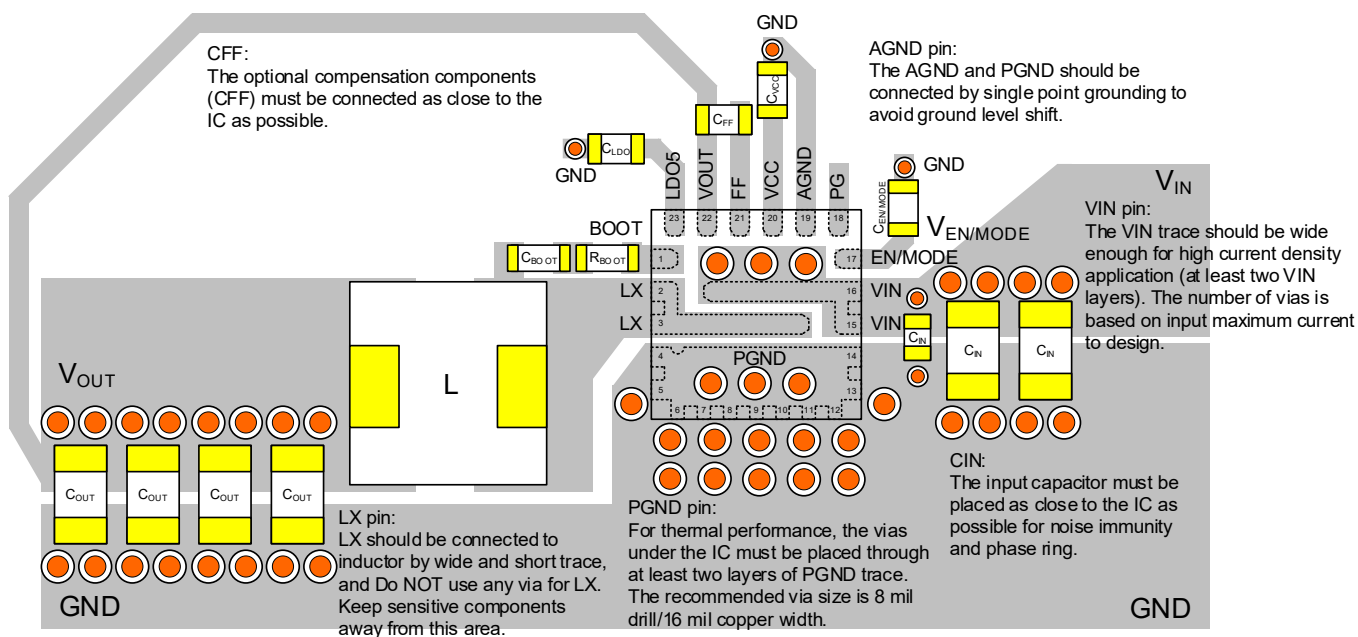 GND
CFF:
The optional compensation components
(CFF) must be connected as close to the
IC as possible.
AGND pin:
The AGND and PGND should be
connected by single point grounding to
avoid ground level shift.
CVCC
CFF
CLDO
GND
LDO5
VOUT
FF
VCC
AGND
PG
GND
CEN/MODE
VIN
23
22
21
20
19
18
VIN pin:
The VIN trace should be wide
enough for high current density
application (at least two VIN
layers). The number of vias is
based on input maximum current
to design.
BOOT
VEN/MODE
CBOOT
RBOOT
1
17
EN/MODE
LX
2
16
VIN
LX
3
15
VIN
CIN
CIN
CIN
4
PGND
14
5
13
6
7
8
9
10
11
12
VOUT
L
COUT
COUT
COUT
COUT
CIN:
The input capacitor must be
placed as close to the IC as
possible for noise immunity
and phase ring.
LX pin:
LX should be connected to
inductor by wide and short trace,
and Do NOT use any via for LX.
Keep sensitive components
away from this area.
PGND pin:
For thermal performance, the vias
under the IC must be placed through
at least two layers of PGND trace.
The recommended via size is 8 mil
drill/16 mil copper width.
GND
GND